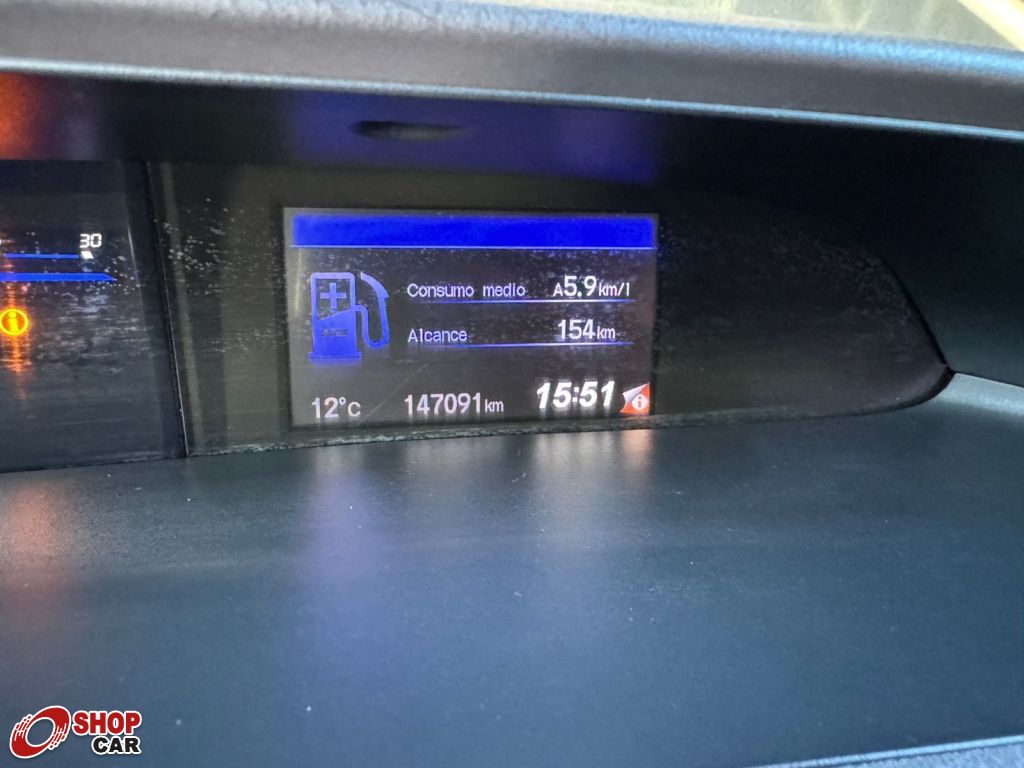 30
Consumo medio A5.9km/l
Alcance 154km
12°c 147091km 15:51
SHOP
CAR